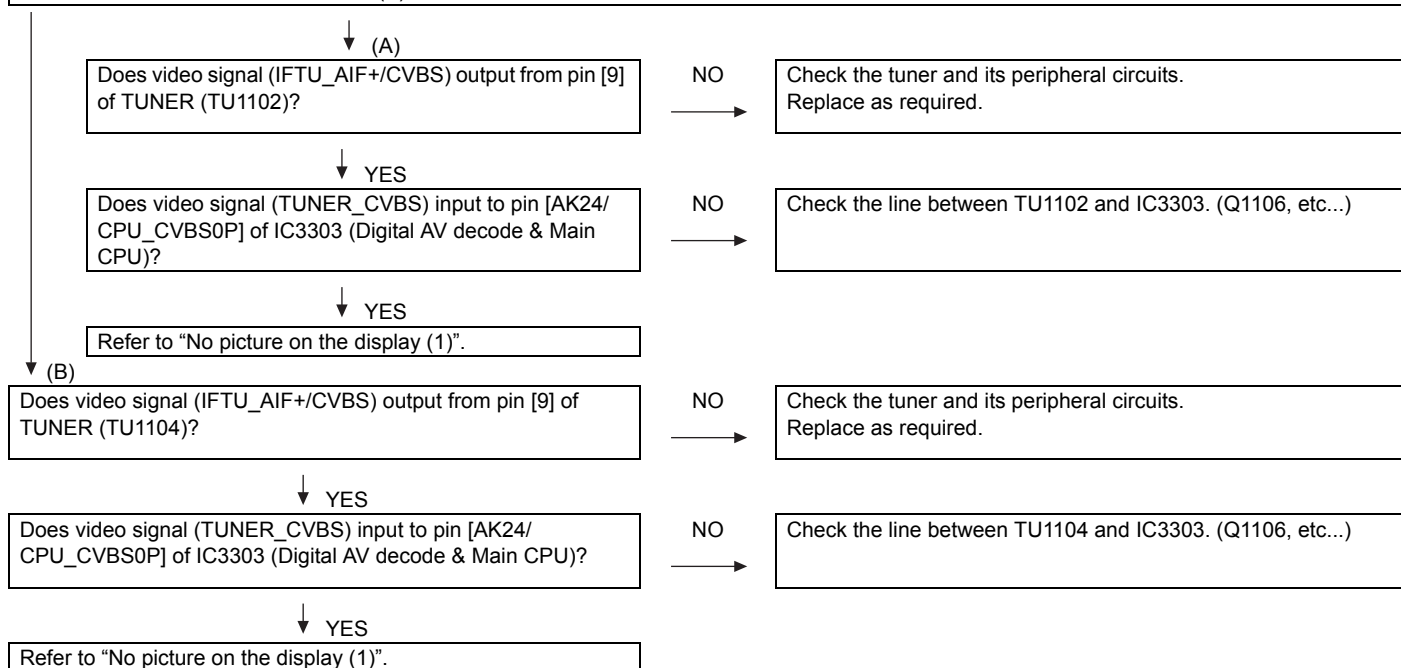 (A)
Does video signal (IFTU_AIF+/CVBS) output from pin [9]
of TUNER (TU1102)?
NO
Check the tuner and its peripheral circuits.
Replace as required.
YES
Does video signal (TUNER_CVBS) input to pin [AK24/
CPU_CVBS0P] of IC3303 (Digital AV decode & Main
CPU)?
NO
Check the line between TU1102 and IC3303. (Q1106, etc...)
YES
Refer to “No picture on the display (1)”.
(B)
Does video signal (IFTU_AIF+/CVBS) output from pin [9] of
TUNER (TU1104)?
NO
Check the tuner and its peripheral circuits.
Replace as required.
YES
Does video signal (TUNER_CVBS) input to pin [AK24/
CPU_CVBS0P] of IC3303 (Digital AV decode & Main CPU)?
NO
Check the line between TU1104 and IC3303. (Q1106, etc...)
YES
Refer to “No picture on the display (1)”.